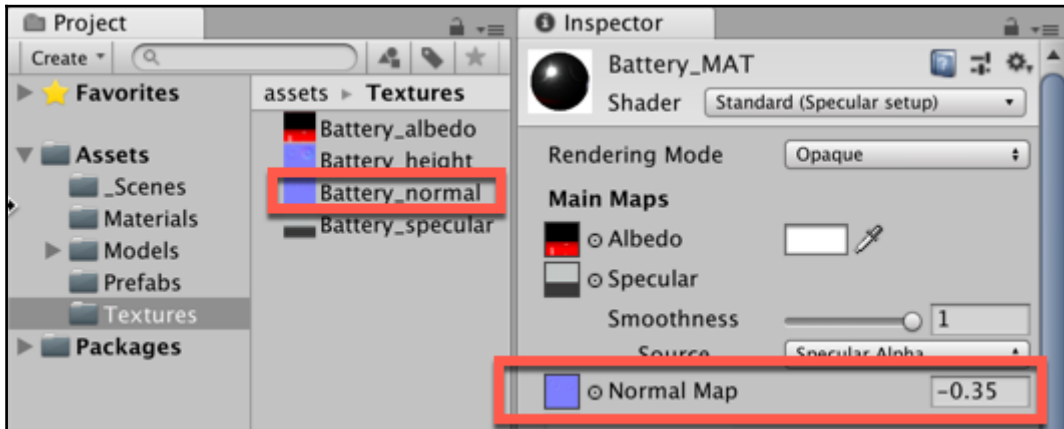 Project
Create
Favorites
Assets
_Scenes
Materials
Models
Prefabs
Textures
Packages
assets ▸ Textures
Battery_albedo
Battery_height
Battery_normal
Battery_specular
Inspector
Battery_MAT
Shader Standard (Specular setup)
Rendering Mode Opaque
Main Maps
Albedo
Specular
Smoothness 1
Source Specular Alpha
Normal Map -0.35